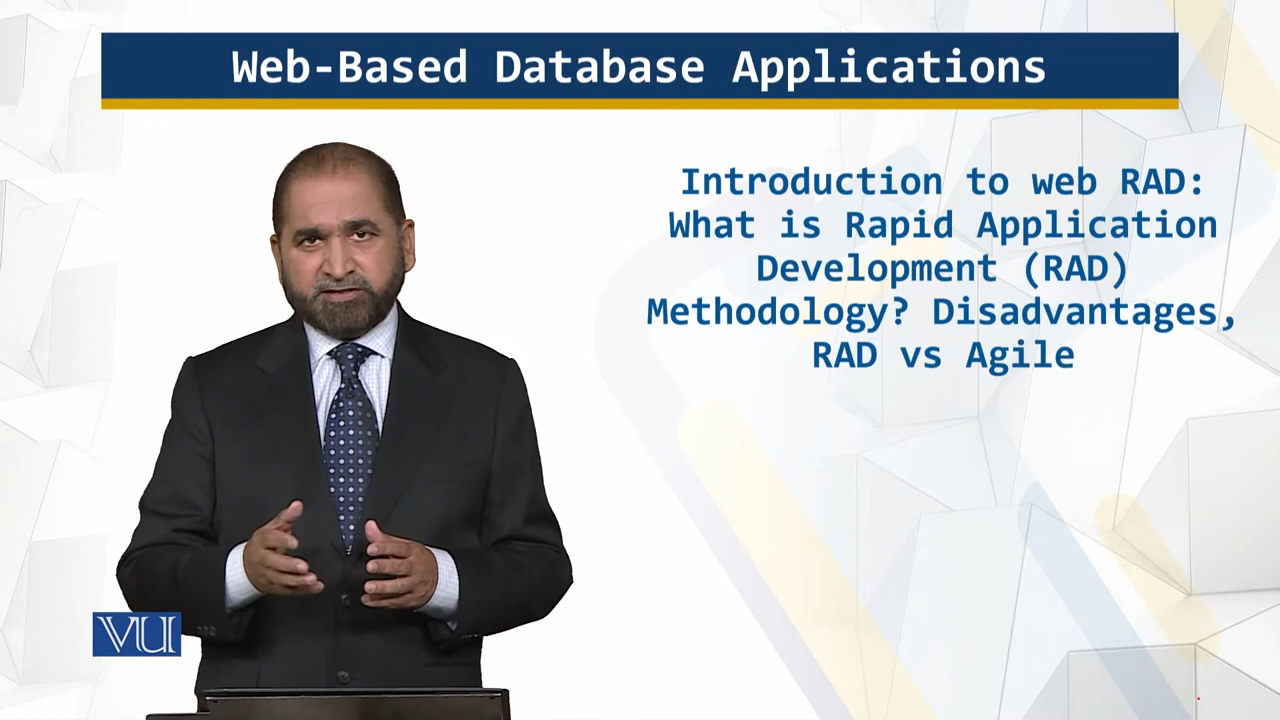 Web-Based Database Applications
Introduction to web RAD:
What is Rapid Application
Development (RAD)
Methodology? Disadvantages,
RAD vs Agile
VU